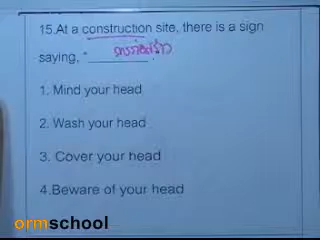 15.At a construction site, there is a sign
saying, "__________".
1. Mind your head
2. Wash your head
3. Cover your head
4.Beware of your head
ormschool